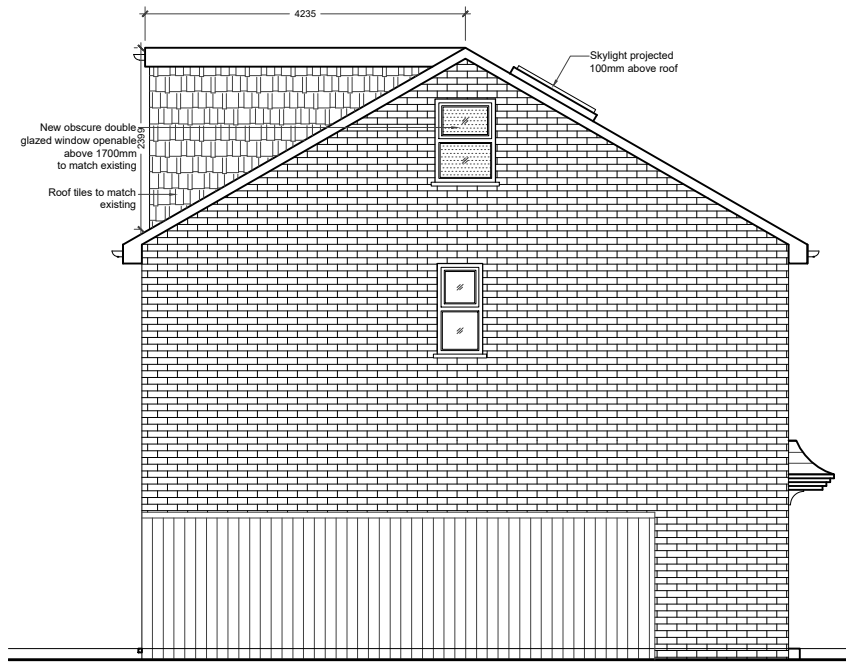 4235
Skylight projected
100mm above roof
New obscure double
glazed window openable
above 1700mm
to match existing
2399
Roof tiles to match
existing